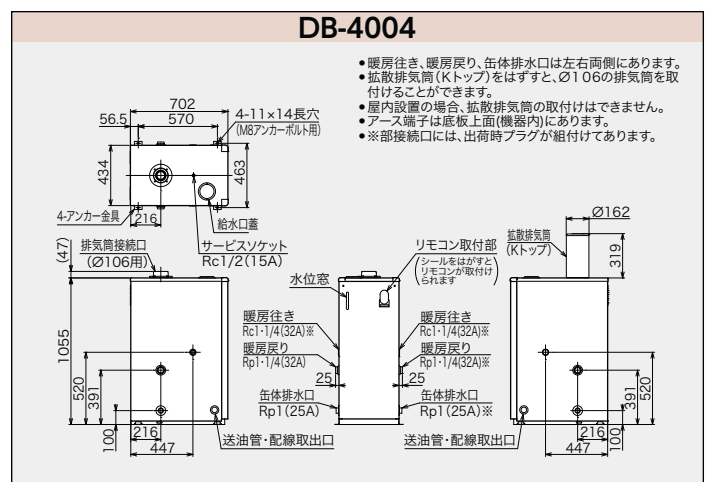 DB-4004
●暖房往き、暖房戻り、缶体排水口は左右両側にあります。
●拡散排気筒(Kトップ)をはずすと、Ø106の排気筒を取
付けることができます。
●屋内設置の場合、拡散排気筒の取付けはできません。
●アース端子は底板上面(機器内)にあります。
●※部接続口には、出荷時プラグが組付けてあります。
702
56.5
570
4-11×14長穴
(M8アンカーボルト用)
434
463
4-アンカー金具
216
給水口蓋
サービスソケット
Rc1/2(15A)
排気筒接続口
(Ø106用)
(47)
1055
520
391
100
216
447
送油管・配線取出口
水位窓
リモコン取付部
(シールをはがすと
リモコンが取付け
られます
暖房往き
Rc1・1/4(32A)※
暖房戻り
Rp1・1/4(32A)※
25
缶体排水口
Rp1(25A)
暖房往き
Rc1・1/4(32A)※
暖房戻り
Rp1・1/4(32A)
25
缶体排水口
Rp1(25A)※
拡散排気筒
(Kトップ)
Ø162
319
391
520
100
216
447
送油管・配線取出口